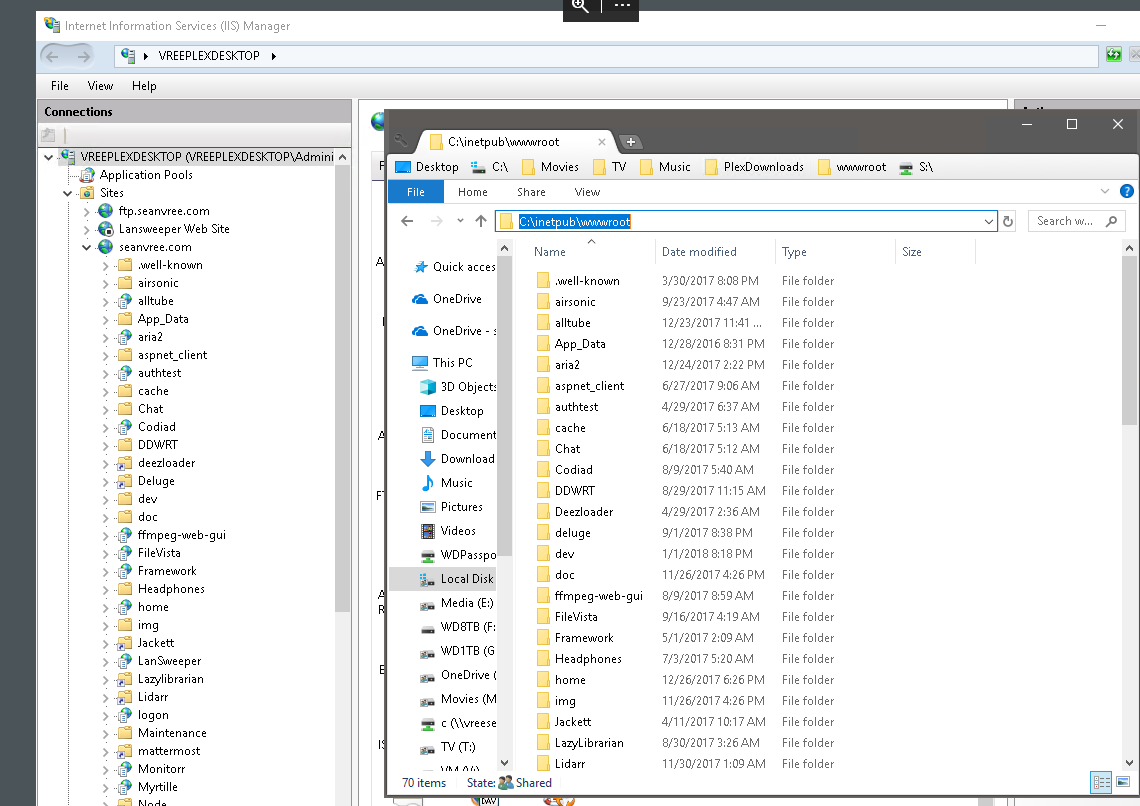 Internet Information Services (IIS) Manager
VREEPLEXDESKTOP
File View Help
Connections
VREEPLEXDESKTOP (VREEPLEXDESKTOP\Admini
Application Pools
Sites
ftp.seanvree.com
Lansweeper Web Site
seanvree.com
.well-known
airsonic
alltube
App_Data
aria2
aspnet_client
authtest
cache
Chat
Codiad
DDWRT
deezloader
Deluge
dev
doc
ffmpeg-web-gui
FileVista
Framework
Headphones
home
img
Jackett
LanSweeper
Lazylibrarian
Lidarr
logon
Maintenance
mattermost
Monitorr
Myrtille
Node
C:\inetpub\wwwroot
Desktop C:\ Movies TV Music PlexDownloads wwwroot S:\
File Home Share View
C:\inetpub\wwwroot
Search w...
Quick acces
OneDrive
OneDrive - s
This PC
3D Objects
Desktop
Document
Download
Music
Pictures
Videos
WDPasspo
Local Disk
Media (E:)
WD8TB (F:
WD1TB (G
OneDrive (
Movies (M
c (\\vreese
TV (T:)
Name Date modified Type Size
.well-known 3/30/2017 8:08 PM File folder
airsonic 9/23/2017 4:47 AM File folder
alltube 12/23/2017 11:41 ... File folder
App_Data 12/28/2016 8:31 PM File folder
aria2 12/24/2017 2:22 PM File folder
aspnet_client 6/27/2017 9:06 AM File folder
authtest 4/29/2017 6:37 AM File folder
cache 6/18/2017 5:13 AM File folder
Chat 6/18/2017 5:12 AM File folder
Codiad 8/9/2017 5:40 AM File folder
DDWRT 8/29/2017 11:15 AM File folder
Deezloader 4/29/2017 2:36 AM File folder
deluge 9/1/2017 8:38 PM File folder
dev 1/1/2018 8:18 PM File folder
doc 11/26/2017 4:26 PM File folder
ffmpeg-web-gui 8/9/2017 8:59 AM File folder
FileVista 9/16/2017 4:19 AM File folder
Framework 5/1/2017 2:09 AM File folder
Headphones 7/3/2017 5:20 AM File folder
home 12/26/2017 6:26 PM File folder
img 11/26/2017 4:26 PM File folder
Jackett 4/11/2017 10:17 AM File folder
LazyLibrarian 8/30/2017 3:26 AM File folder
Lidarr 11/30/2017 1:09 AM File folder
70 items State: Shared